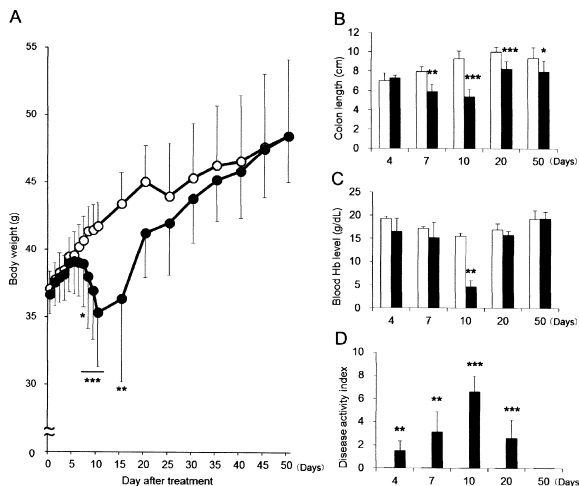 A
55
50
45
40
35
30
0
Body weight (g)
*
***
**
0 5 10 15 20 25 30 35 40 45 50 (Days)
Day after treatment
B
12
10
8
6
4
2
0
Colon length (cm)
**
***
***
*
4 7 10 20 50 (Days)
C
25
20
15
10
5
0
Blood Hb level (g/dL)
**
4 7 10 20 50 (Days)
D
10
8
6
4
2
0
Disease activity index
**
**
***
***
4 7 10 20 50 (Days)